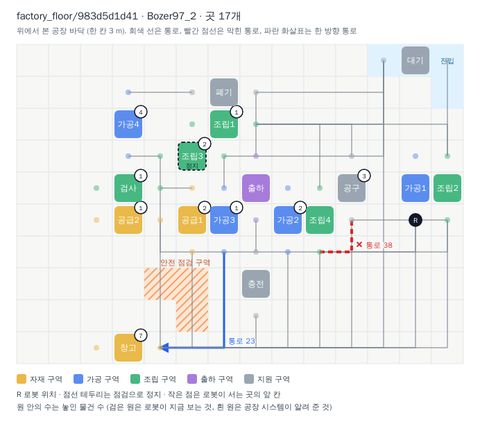 factory_floor/983d5d1d41 · Bozer97_2 · 곳 17개
위에서 본 공장 바닥 (한 칸 3 m). 회색 선은 통로, 빨간 점선은 막힌 통로, 파란 화살표는 한 방향 통로
대기
진입
폐기
4
가공4
1
조립1
2
조립3
정지
1
검사
출하
3
공구
가공1
조립2
1
공급2
2
공급1
1
가공3
2
가공2
조립4
R
✕ 통로 38
안전 점검 구역
충전
통로 23
7
창고
자재 구역
가공 구역
조립 구역
출하 구역
지원 구역
R 로봇 위치 · 점선 테두리는 점검으로 정지 · 작은 점은 로봇이 서는 곳의 앞 칸
원 안의 수는 놓인 물건 수 (검은 원은 로봇이 지금 보는 것, 흰 원은 공장 시스템이 알려 준 것)